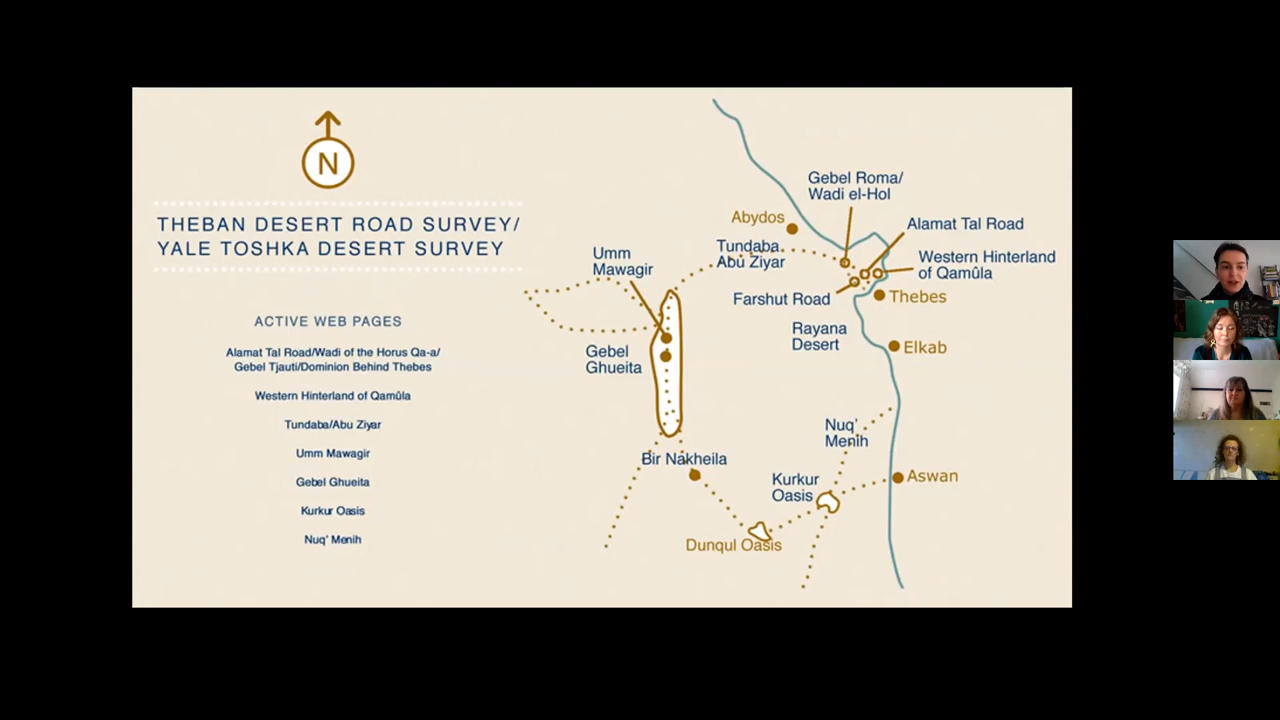 N
THEBAN DESERT ROAD SURVEY/
YALE TOSHKA DESERT SURVEY
ACTIVE WEB PAGES
Alamat Tal Road/Wadi of the Horus Qa-a/
Gebel Tjauti/Dominion Behind Thebes
Western Hinterland of Qamûla
Tundaba/Abu Ziyar
Umm Mawagir
Gebel Ghueita
Kurkur Oasis
Nuq' Menih
Gebel Roma/
Wadi el-Hol
Abydos
Alamat Tal Road
Tundaba
Abu Ziyar
Umm
Mawagir
Western Hinterland
of Qamûla
Farshut Road
Thebes
Rayana
Desert
Elkab
Gebel
Ghueita
Nuq'
Menih
Bir Nakheila
Kurkur
Oasis
Aswan
Dunqul Oasis